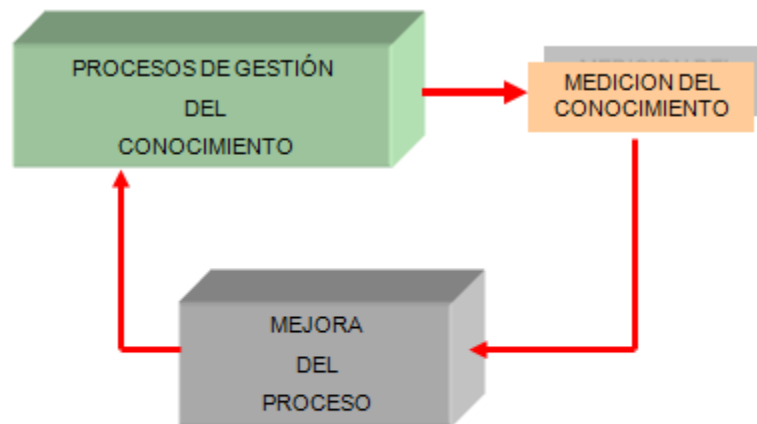 PROCESOS DE GESTIÓN
DEL
CONOCIMIENTO
MEDICION DEL
CONOCIMIENTO
MEJORA
DEL
PROCESO